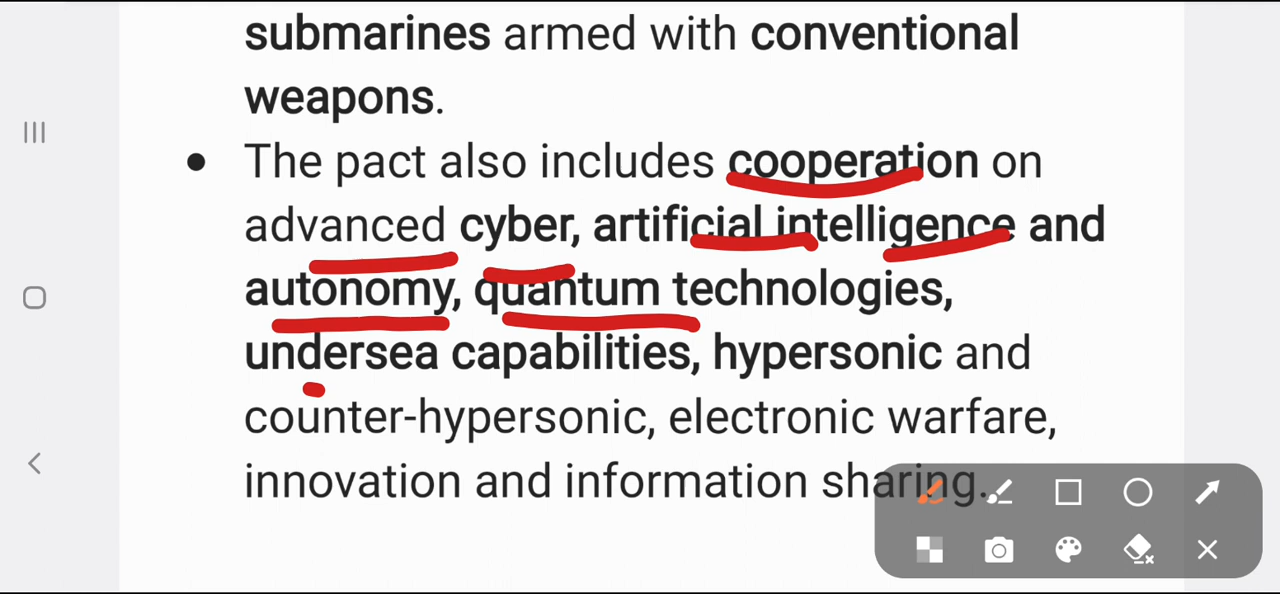 submarines armed with conventional
weapons.
• The pact also includes cooperation on
advanced cyber, artificial intelligence and
autonomy, quantum technologies,
undersea capabilities, hypersonic and
counter-hypersonic, electronic warfare,
innovation and information sharing.